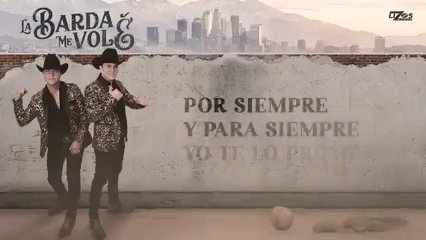 LA BARDA
ME VOLÉ
POR SIEMPRE
Y PARA SIEMPRE
YO TE LO